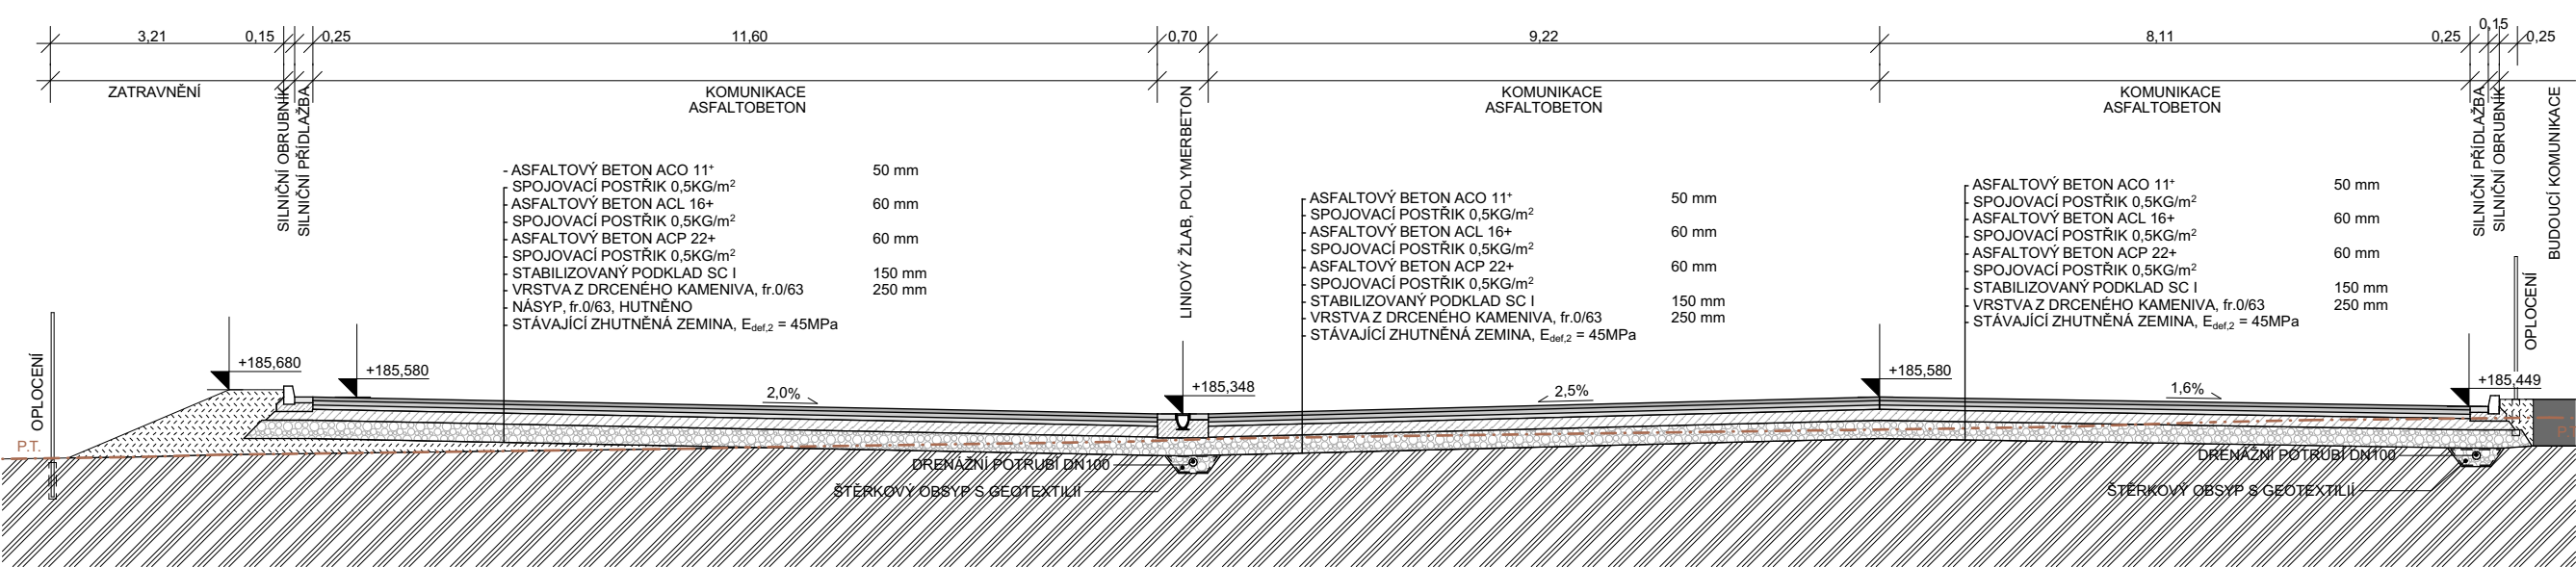 3,21 0,15 0,25 11,60 0,70 9,22 8,11 0,25 0,15 0,25
ZATRAVNĚNÍ
SILNIČNÍ OBRUBNÍK
SILNIČNÍ PŘÍDLAŽBA
KOMUNIKACE
ASFALTOBETON
LINIOVÝ ŽLAB, POLYMERBETON
KOMUNIKACE
ASFALTOBETON
KOMUNIKACE
ASFALTOBETON
SILNIČNÍ PŘÍDLAŽBA
SILNIČNÍ OBRUBNÍK
BUDOUCÍ KOMUNIKACE
- ASFALTOVÝ BETON ACO 11⁺ 50 mm
SPOJOVACÍ POSTŘIK 0,5KG/m²
ASFALTOVÝ BETON ACL 16+ 60 mm
SPOJOVACÍ POSTŘIK 0,5KG/m²
ASFALTOVÝ BETON ACP 22+ 60 mm
SPOJOVACÍ POSTŘIK 0,5KG/m²
STABILIZOVANÝ PODKLAD SC I 150 mm
VRSTVA Z DRCENÉHO KAMENIVA, fr.0/63 250 mm
NÁSYP, fr.0/63, HUTNĚNO
STÁVAJÍCÍ ZHUTNĚNÁ ZEMINA, Edef,2 = 45MPa
ASFALTOVÝ BETON ACO 11⁺ 50 mm
SPOJOVACÍ POSTŘIK 0,5KG/m²
ASFALTOVÝ BETON ACL 16+ 60 mm
SPOJOVACÍ POSTŘIK 0,5KG/m²
ASFALTOVÝ BETON ACP 22+ 60 mm
SPOJOVACÍ POSTŘIK 0,5KG/m²
STABILIZOVANÝ PODKLAD SC I 150 mm
VRSTVA Z DRCENÉHO KAMENIVA, fr.0/63 250 mm
STÁVAJÍCÍ ZHUTNĚNÁ ZEMINA, Edef,2 = 45MPa
ASFALTOVÝ BETON ACO 11⁺ 50 mm
SPOJOVACÍ POSTŘIK 0,5KG/m²
ASFALTOVÝ BETON ACL 16+ 60 mm
SPOJOVACÍ POSTŘIK 0,5KG/m²
ASFALTOVÝ BETON ACP 22+ 60 mm
SPOJOVACÍ POSTŘIK 0,5KG/m²
STABILIZOVANÝ PODKLAD SC I 150 mm
VRSTVA Z DRCENÉHO KAMENIVA, fr.0/63 250 mm
STÁVAJÍCÍ ZHUTNĚNÁ ZEMINA, Edef,2 = 45MPa
OPLOCENÍ
+185,680
+185,580
2,0%
+185,348
2,5%
+185,580
1,6%
+185,449
OPLOCENÍ
P.T.
P.T
DRENÁŽNÍ POTRUBÍ DN100
ŠTĚRKOVÝ OBSYP S GEOTEXTILIÍ
DRENÁŽNÍ POTRUBÍ DN100
ŠTĚRKOVÝ OBSYP S GEOTEXTILIÍ